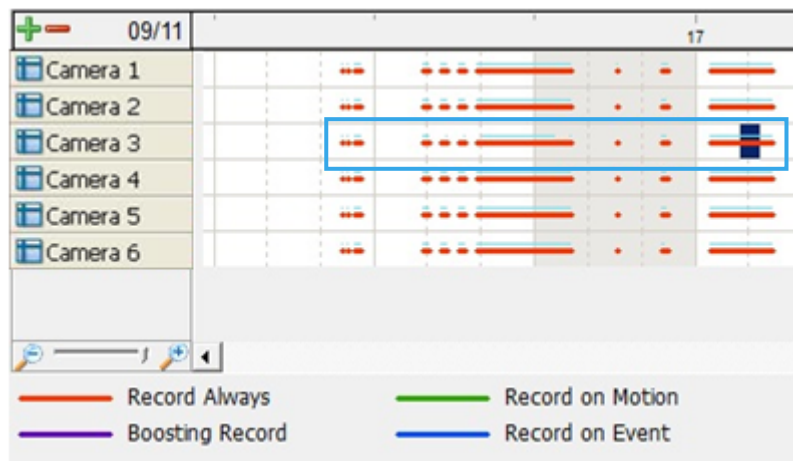 09/11
17
Camera 1
Camera 2
Camera 3
Camera 4
Camera 5
Camera 6
Record Always
Record on Motion
Boosting Record
Record on Event